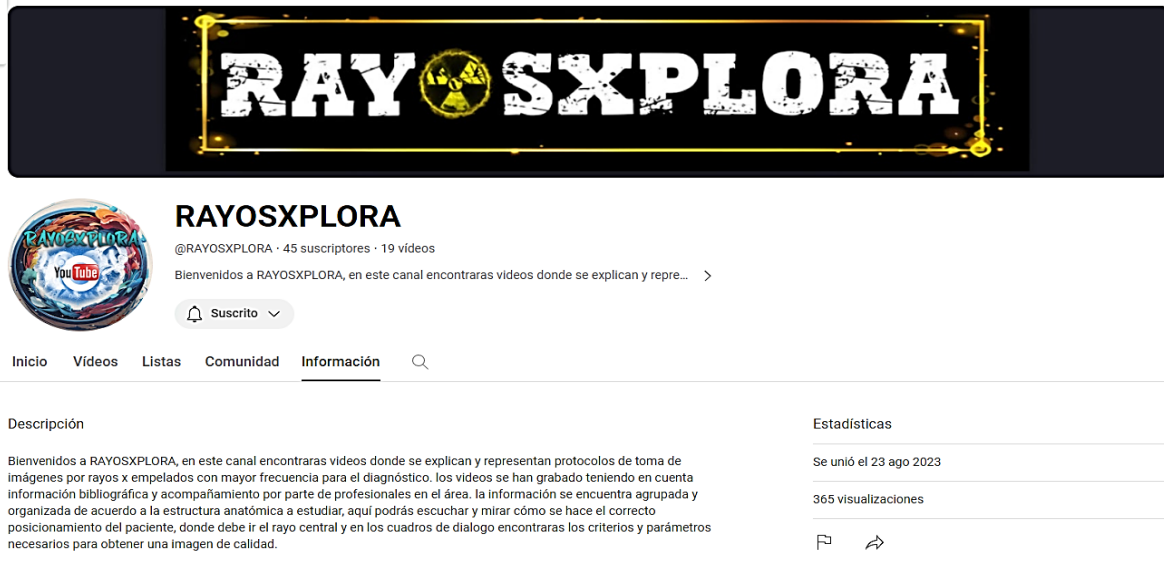 RAYOSXPLORA
RAYOSXPLORA
YouTube
RAYOSXPLORA
@RAYOSXPLORA · 45 suscriptores · 19 vídeos
Bienvenidos a RAYOSXPLORA, en este canal encontraras videos donde se explican y repre...
Suscrito
Inicio Vídeos Listas Comunidad Información
Descripción
Bienvenidos a RAYOSXPLORA, en este canal encontraras videos donde se explican y representan protocolos de toma de
imágenes por rayos x empelados con mayor frecuencia para el diagnóstico. los videos se han grabado teniendo en cuenta
información bibliográfica y acompañamiento por parte de profesionales en el área. la información se encuentra agrupada y
organizada de acuerdo a la estructura anatómica a estudiar, aquí podrás escuchar y mirar cómo se hace el correcto
posicionamiento del paciente, donde debe ir el rayo central y en los cuadros de dialogo encontraras los criterios y parámetros
necesarios para obtener una imagen de calidad.
Estadísticas
Se unió el 23 ago 2023
365 visualizaciones